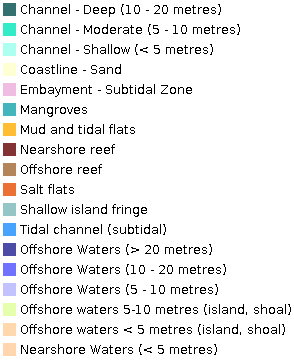 Channel - Deep (10 - 20 metres)
Channel - Moderate (5 - 10 metres)
Channel - Shallow (< 5 metres)
Coastline - Sand
Embayment - Subtidal Zone
Mangroves
Mud and tidal flats
Nearshore reef
Offshore reef
Salt flats
Shallow island fringe
Tidal channel (subtidal)
Offshore Waters (> 20 metres)
Offshore Waters (10 - 20 metres)
Offshore Waters (5 - 10 metres)
Offshore waters 5-10 metres (island, shoal)
Offshore waters < 5 metres (island, shoal)
Nearshore Waters (< 5 metres)